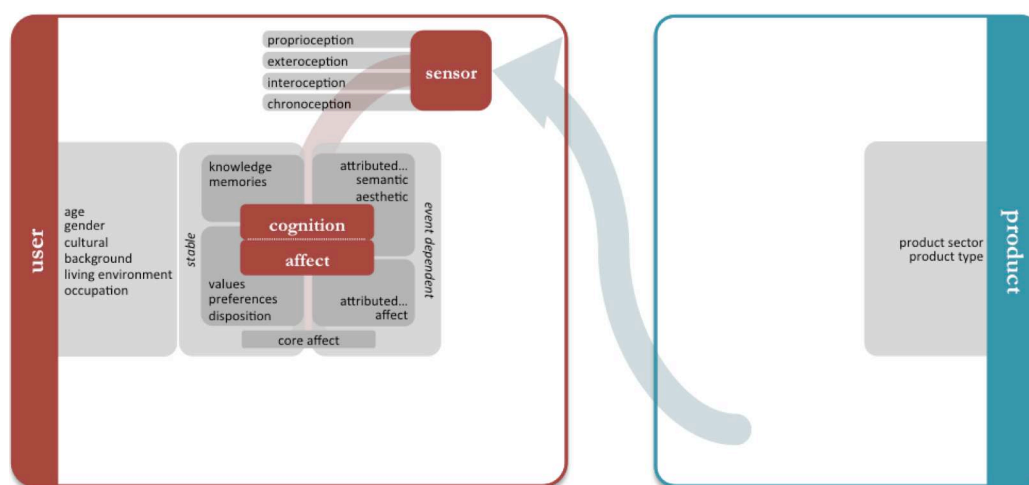 proprioception
exteroception
interoception
chronoception
sensor
user
age
gender
cultural
background
living environment
occupation
stable
knowledge
memories
attributed...
semantic
aesthetic
cognition
affect
event dependent
values
preferences
disposition
attributed...
affect
core affect
product sector
product type
product